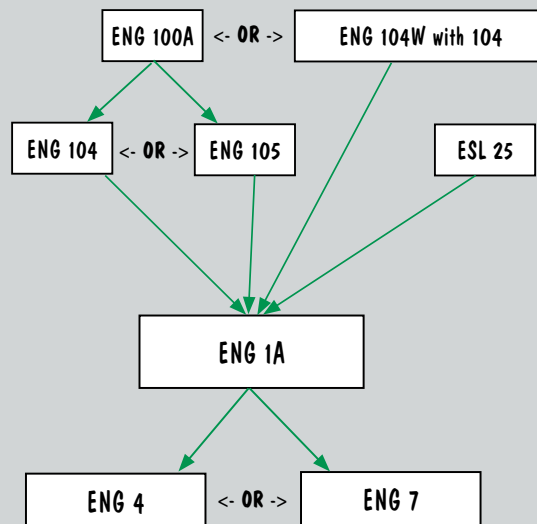 ENG 100A <- OR -> ENG 104W with 104
ENG 104 <- OR -> ENG 105 ESL 25
ENG 1A
ENG 4 <- OR -> ENG 7